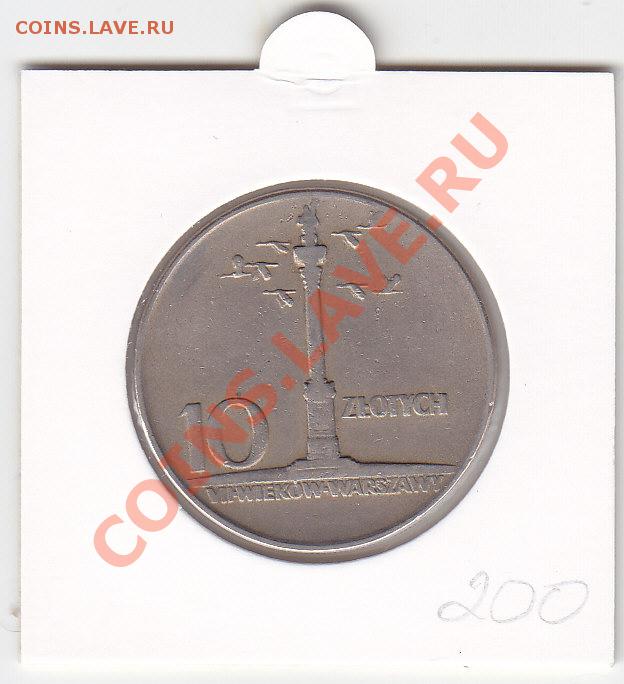 COINS.LAVE.RU
COINS.LAVE.RU
10 ZŁOTYCH
VII·WIEKÓW·WARSZAWY
200